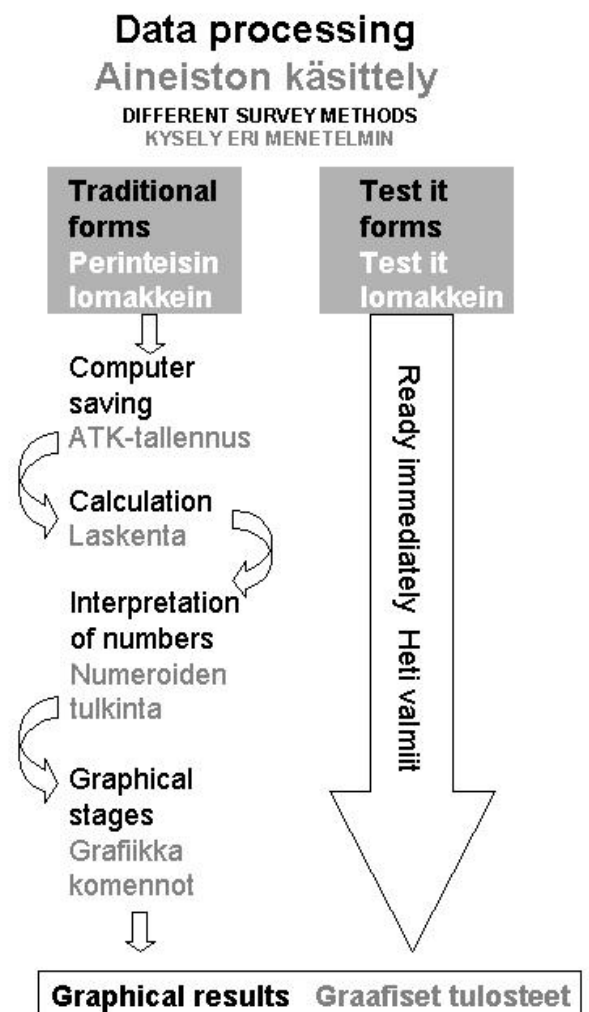 Data processing
Aineiston käsittely
DIFFERENT SURVEY METHODS
KYSELY ERI MENETELMIN
Traditional
forms
Perinteisin
lomakkein
Test it
forms
Test it
lomakkein
Computer
saving
ATK-tallennus
Calculation
Laskenta
Interpretation
of numbers
Numeroiden
tulkinta
Graphical
stages
Grafiikka
komennot
Ready immediately Heti valmiit
Graphical results Graafiset tulosteet